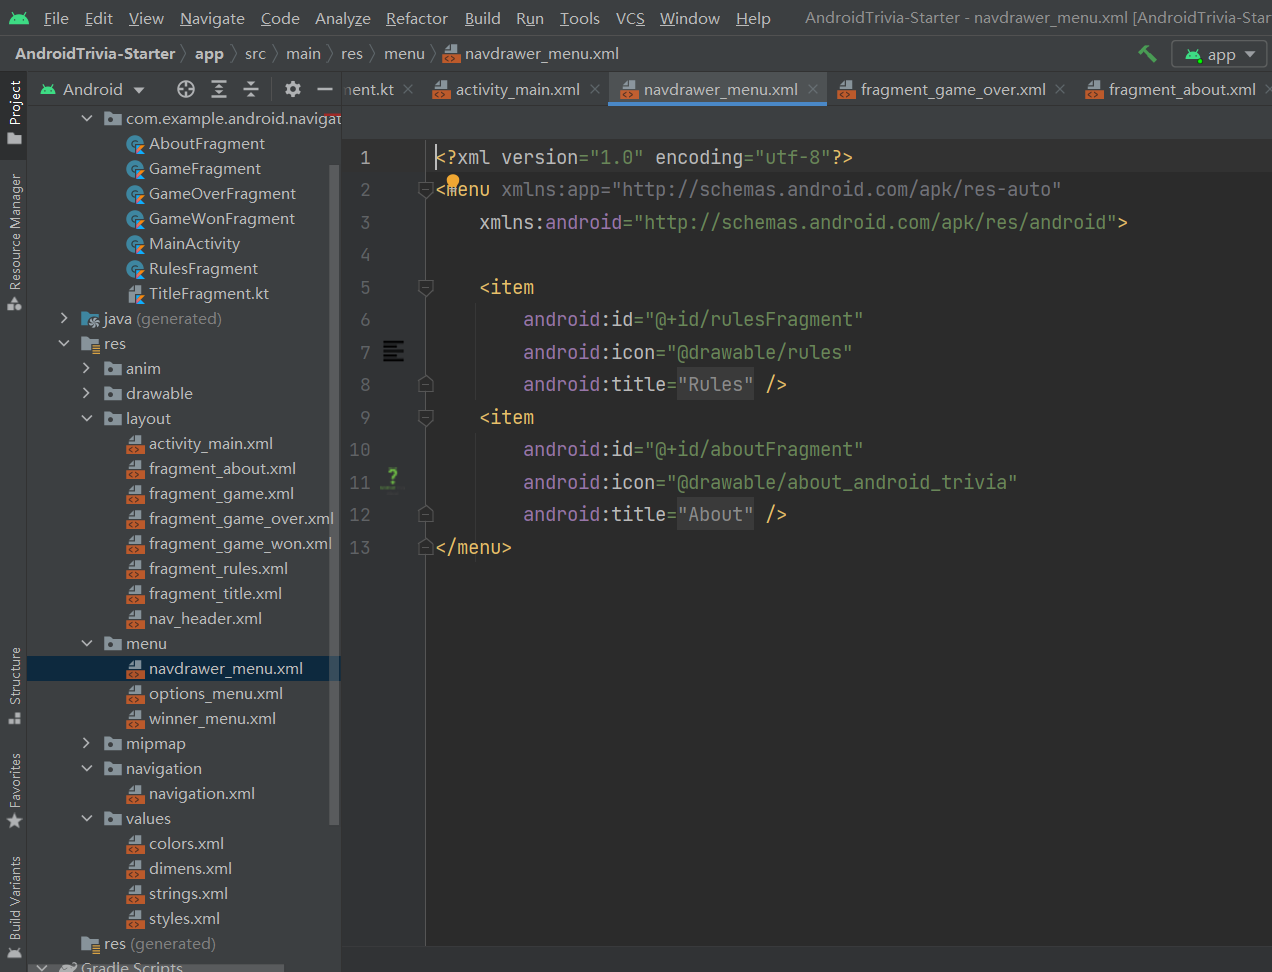 File Edit View Navigate Code Analyze Refactor Build Run Tools VCS Window Help AndroidTrivia-Starter - navdrawer_menu.xml [AndroidTrivia-Star
AndroidTrivia-Starter app src main res menu navdrawer_menu.xml app
Android
ment.kt activity_main.xml navdrawer_menu.xml fragment_game_over.xml fragment_about.xml
Project
Resource Manager
Structure
Favorites
Build Variants
com.example.android.navigat
AboutFragment
GameFragment
GameOverFragment
GameWonFragment
MainActivity
RulesFragment
TitleFragment.kt
java (generated)
res
anim
drawable
layout
activity_main.xml
fragment_about.xml
fragment_game.xml
fragment_game_over.xml
fragment_game_won.xml
fragment_rules.xml
fragment_title.xml
nav_header.xml
menu
navdrawer_menu.xml
options_menu.xml
winner_menu.xml
mipmap
navigation
navigation.xml
values
colors.xml
dimens.xml
strings.xml
styles.xml
res (generated)
Gradle Scripts
1 <?xml version="1.0" encoding="utf-8"?>
2 <menu xmlns:app="http://schemas.android.com/apk/res-auto"
3 xmlns:android="http://schemas.android.com/apk/res/android">
4
5 <item
6 android:id="@+id/rulesFragment"
7 android:icon="@drawable/rules"
8 android:title="Rules" />
9 <item
10 android:id="@+id/aboutFragment"
11 android:icon="@drawable/about_android_trivia"
12 android:title="About" />
13 </menu>